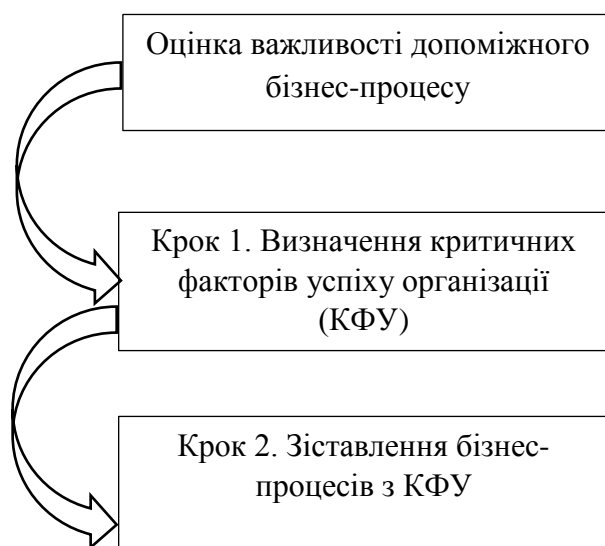 Оцінка важливості допоміжного
бізнес-процесу
Крок 1. Визначення критичних
факторів успіху організації
(КФУ)
Крок 2. Зіставлення бізнес-
процесів з КФУ